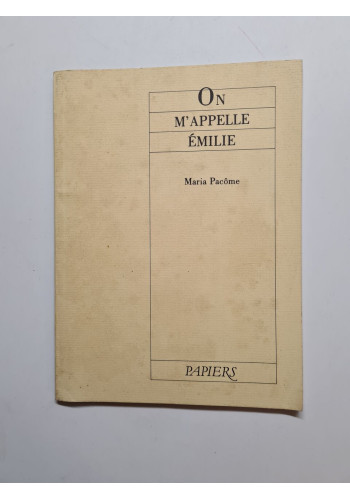 ON
M'APPELLE
ÉMILIE
Maria Pacôme
PAPIERS